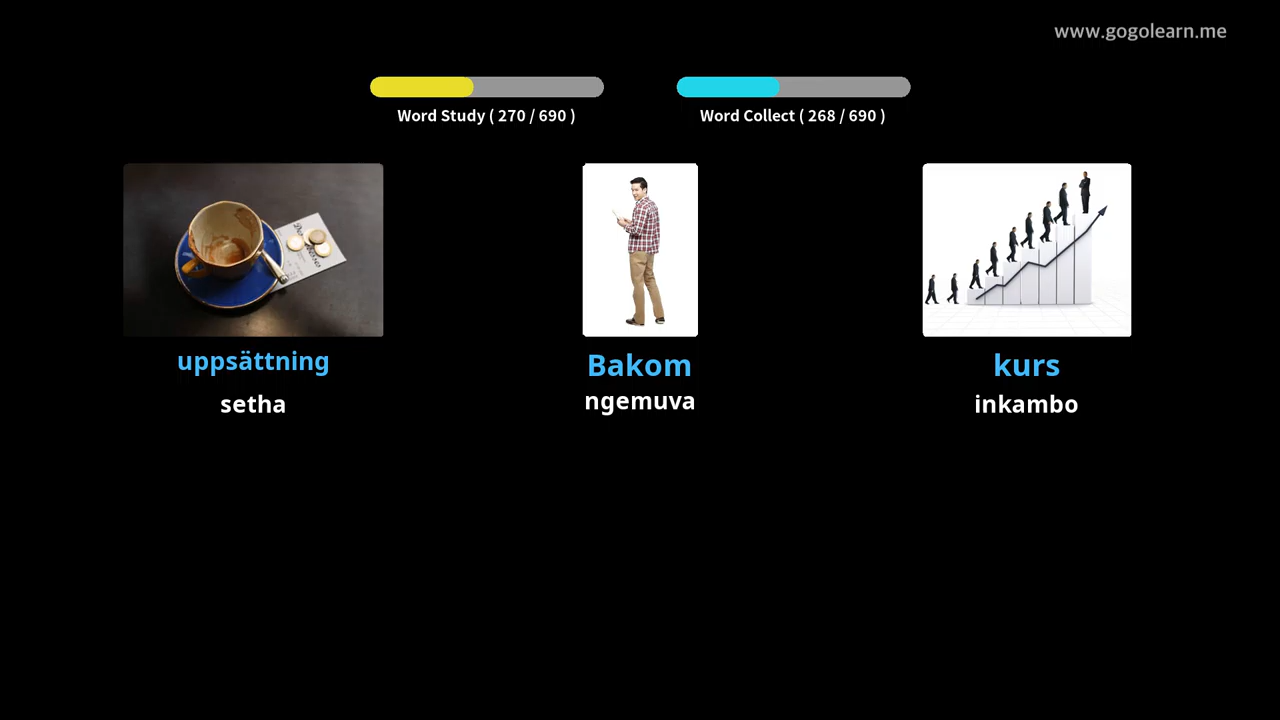 www.gogolearn.me
Word Study ( 270 / 690 )
Word Collect ( 268 / 690 )
uppsättning
Bakom
kurs
setha
ngemuva
inkambo